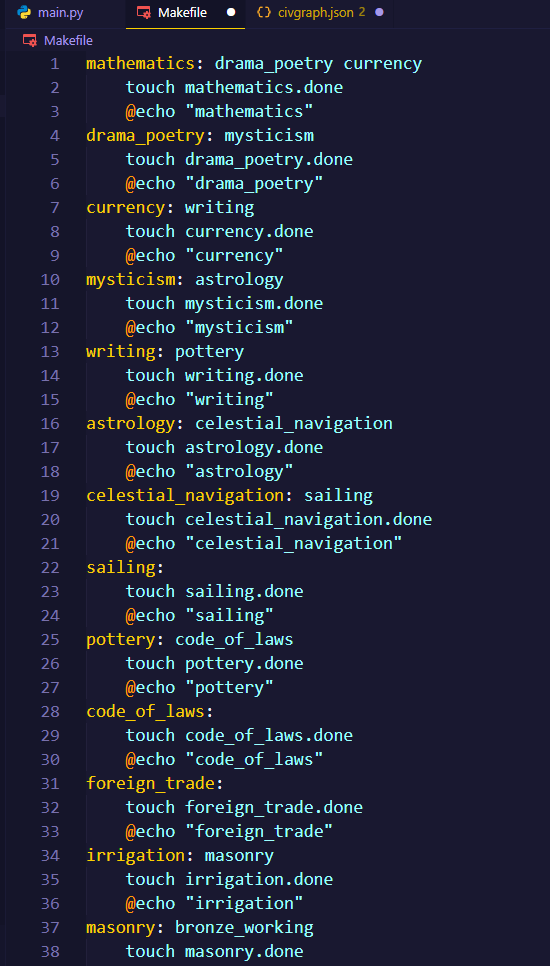 main.py Makefile civgraph.json 2
Makefile
1 mathematics: drama_poetry currency
2 touch mathematics.done
3 @echo "mathematics"
4 drama_poetry: mysticism
5 touch drama_poetry.done
6 @echo "drama_poetry"
7 currency: writing
8 touch currency.done
9 @echo "currency"
10 mysticism: astrology
11 touch mysticism.done
12 @echo "mysticism"
13 writing: pottery
14 touch writing.done
15 @echo "writing"
16 astrology: celestial_navigation
17 touch astrology.done
18 @echo "astrology"
19 celestial_navigation: sailing
20 touch celestial_navigation.done
21 @echo "celestial_navigation"
22 sailing:
23 touch sailing.done
24 @echo "sailing"
25 pottery: code_of_laws
26 touch pottery.done
27 @echo "pottery"
28 code_of_laws:
29 touch code_of_laws.done
30 @echo "code_of_laws"
31 foreign_trade:
32 touch foreign_trade.done
33 @echo "foreign_trade"
34 irrigation: masonry
35 touch irrigation.done
36 @echo "irrigation"
37 masonry: bronze_working
38 touch masonry.done